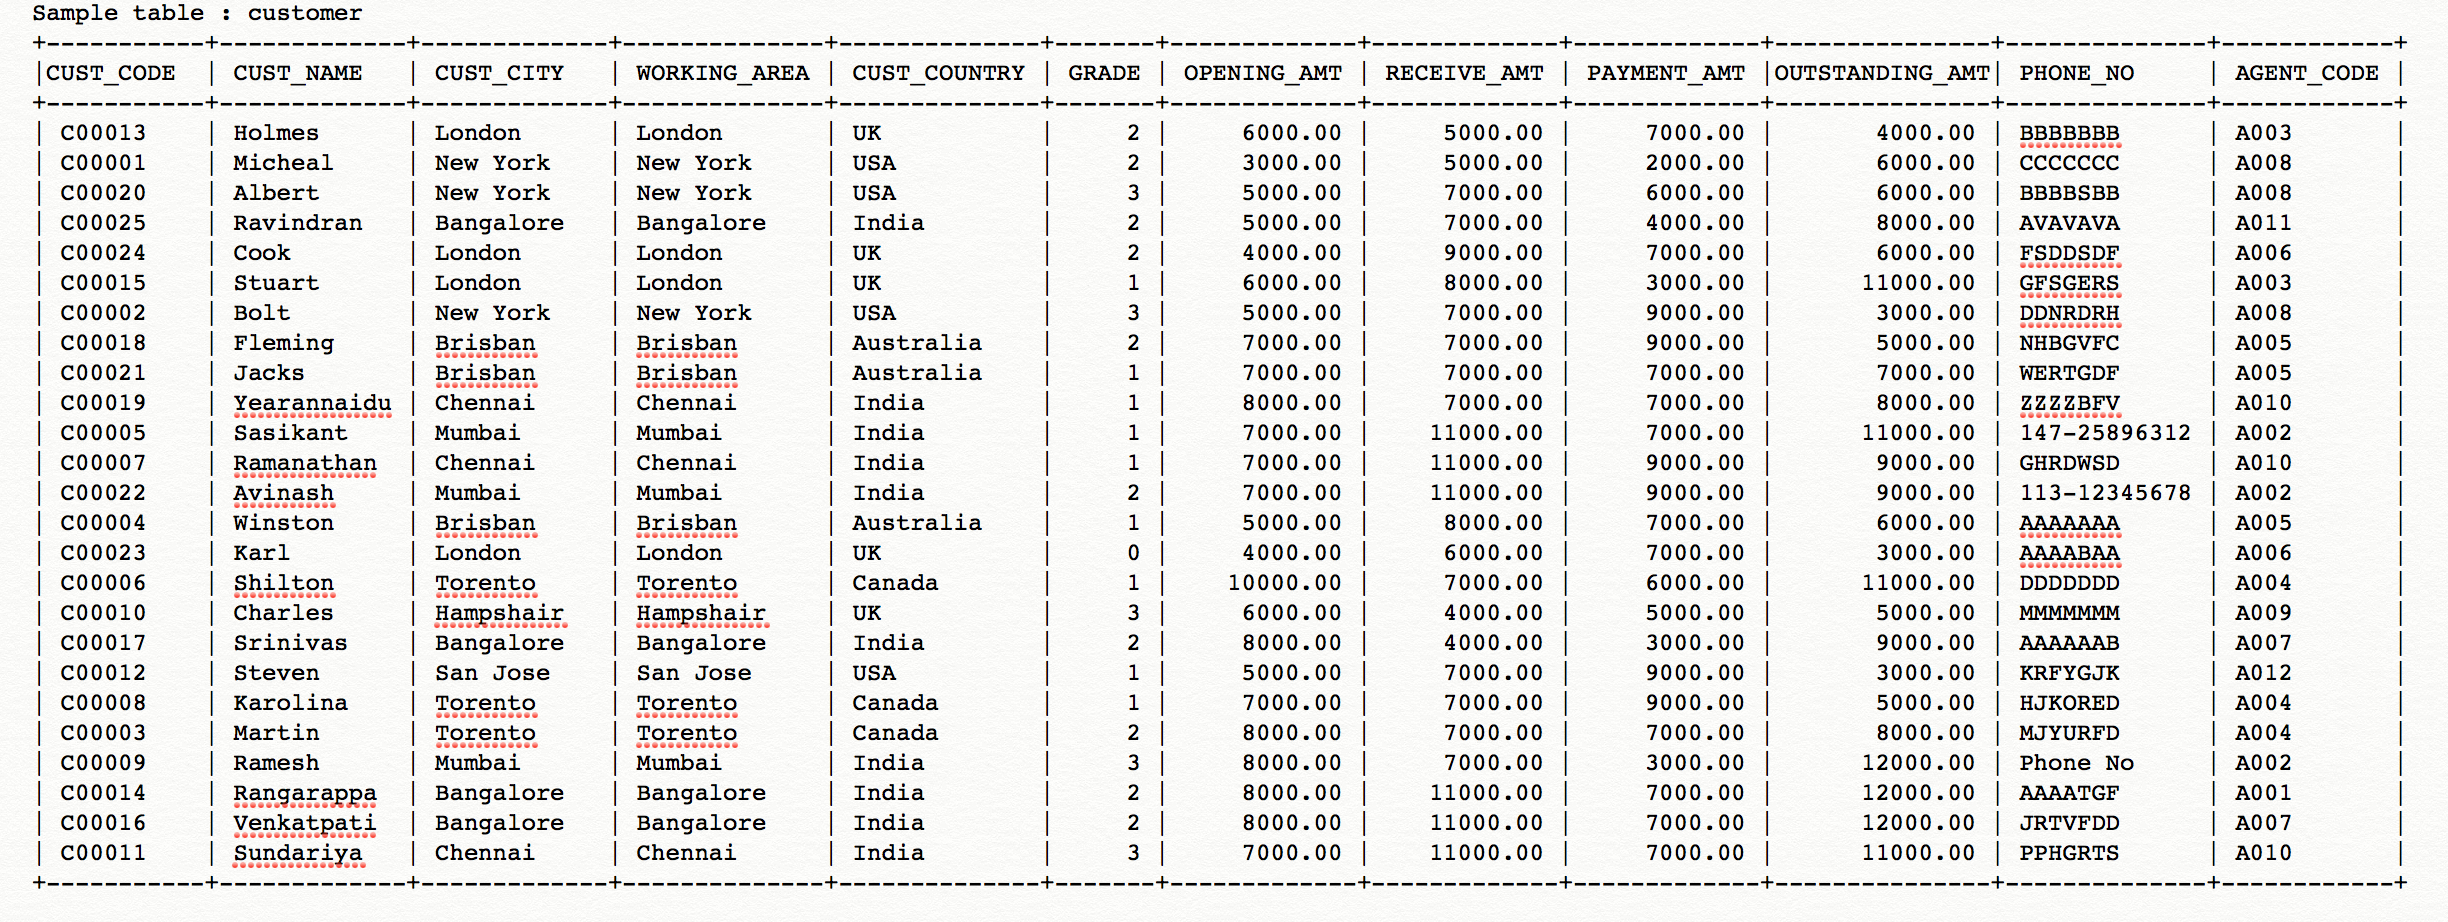 Sample table : customer
+-----------+-------------+-------------+--------------+--------------+-------+-------------+-------------+-------------+---------------+--------------+------------+
|CUST_CODE  | CUST_NAME   | CUST_CITY   | WORKING_AREA | CUST_COUNTRY | GRADE | OPENING_AMT | RECEIVE_AMT | PAYMENT_AMT |OUTSTANDING_AMT| PHONE_NO     | AGENT_CODE |
+-----------+-------------+-------------+--------------+--------------+-------+-------------+-------------+-------------+---------------+--------------+------------+
| C00013    | Holmes      | London      | London       | UK           |     2 |     6000.00 |     5000.00 |     7000.00 |       4000.00 | BBBBBBB      | A003       |
| C00001    | Micheal     | New York    | New York     | USA          |     2 |     3000.00 |     5000.00 |     2000.00 |       6000.00 | CCCCCCC      | A008       |
| C00020    | Albert      | New York    | New York     | USA          |     3 |     5000.00 |     7000.00 |     6000.00 |       6000.00 | BBBBSBB      | A008       |
| C00025    | Ravindran   | Bangalore   | Bangalore    | India        |     2 |     5000.00 |     7000.00 |     4000.00 |       8000.00 | AVAVAVA      | A011       |
| C00024    | Cook        | London      | London       | UK           |     2 |     4000.00 |     9000.00 |     7000.00 |       6000.00 | FSDDSDF      | A006       |
| C00015    | Stuart      | London      | London       | UK           |     1 |     6000.00 |     8000.00 |     3000.00 |      11000.00 | GFSGERS      | A003       |
| C00002    | Bolt        | New York    | New York     | USA          |     3 |     5000.00 |     7000.00 |     9000.00 |       3000.00 | DDNRDRH      | A008       |
| C00018    | Fleming     | Brisban     | Brisban      | Australia    |     2 |     7000.00 |     7000.00 |     9000.00 |       5000.00 | NHBGVFC      | A005       |
| C00021    | Jacks       | Brisban     | Brisban      | Australia    |     1 |     7000.00 |     7000.00 |     7000.00 |       7000.00 | WERTGDF      | A005       |
| C00019    | Yearannaidu | Chennai     | Chennai      | India        |     1 |     8000.00 |     7000.00 |     7000.00 |       8000.00 | ZZZZBFV      | A010       |
| C00005    | Sasikant    | Mumbai      | Mumbai       | India        |     1 |     7000.00 |    11000.00 |     7000.00 |      11000.00 | 147-25896312 | A002       |
| C00007    | Ramanathan  | Chennai     | Chennai      | India        |     1 |     7000.00 |    11000.00 |     9000.00 |       9000.00 | GHRDWSD      | A010       |
| C00022    | Avinash     | Mumbai      | Mumbai       | India        |     2 |     7000.00 |    11000.00 |     9000.00 |       9000.00 | 113-12345678 | A002       |
| C00004    | Winston     | Brisban     | Brisban      | Australia    |     1 |     5000.00 |     8000.00 |     7000.00 |       6000.00 | AAAAAAA      | A005       |
| C00023    | Karl        | London      | London       | UK           |     0 |     4000.00 |     6000.00 |     7000.00 |       3000.00 | AAAABAA      | A006       |
| C00006    | Shilton     | Torento     | Torento      | Canada       |     1 |    10000.00 |     7000.00 |     6000.00 |      11000.00 | DDDDDDD      | A004       |
| C00010    | Charles     | Hampshair   | Hampshair    | UK           |     3 |     6000.00 |     4000.00 |     5000.00 |       5000.00 | MMMMMMM      | A009       |
| C00017    | Srinivas    | Bangalore   | Bangalore    | India        |     2 |     8000.00 |     4000.00 |     3000.00 |       9000.00 | AAAAAAB      | A007       |
| C00012    | Steven      | San Jose    | San Jose     | USA          |     1 |     5000.00 |     7000.00 |     9000.00 |       3000.00 | KRFYGJK      | A012       |
| C00008    | Karolina    | Torento     | Torento      | Canada       |     1 |     7000.00 |     7000.00 |     9000.00 |       5000.00 | HJKORED      | A004       |
| C00003    | Martin      | Torento     | Torento      | Canada       |     2 |     8000.00 |     7000.00 |     7000.00 |       8000.00 | MJYURFD      | A004       |
| C00009    | Ramesh      | Mumbai      | Mumbai       | India        |     3 |     8000.00 |     7000.00 |     3000.00 |      12000.00 | Phone No     | A002       |
| C00014    | Rangarappa  | Bangalore   | Bangalore    | India        |     2 |     8000.00 |    11000.00 |     7000.00 |      12000.00 | AAAATGF      | A001       |
| C00016    | Venkatpati  | Bangalore   | Bangalore    | India        |     2 |     8000.00 |    11000.00 |     7000.00 |      12000.00 | JRTVFDD      | A007       |
| C00011    | Sundariya   | Chennai     | Chennai      | India        |     3 |     7000.00 |    11000.00 |     7000.00 |      11000.00 | PPHGRTS      | A010       |
+-----------+-------------+-------------+--------------+--------------+-------+-------------+-------------+-------------+---------------+--------------+------------+